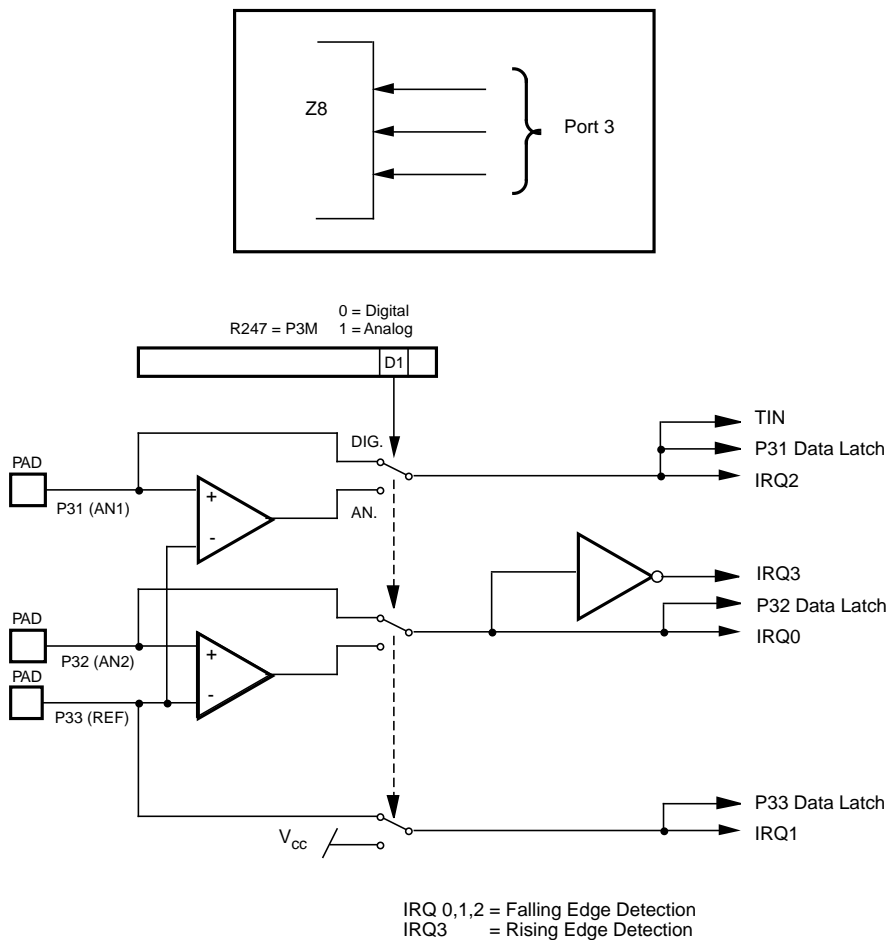 Z8
Port 3
0 = Digital
R247 = P3M 1 = Analog
D1
DIG.
TIN
P31 Data Latch
PAD
IRQ2
P31 (AN1)
AN.
IRQ3
P32 Data Latch
PAD
IRQ0
P32 (AN2)
PAD
P33 (REF)
P33 Data Latch
Vcc
IRQ1
+
-
+
-
IRQ 0,1,2 = Falling Edge Detection
IRQ3 = Rising Edge Detection